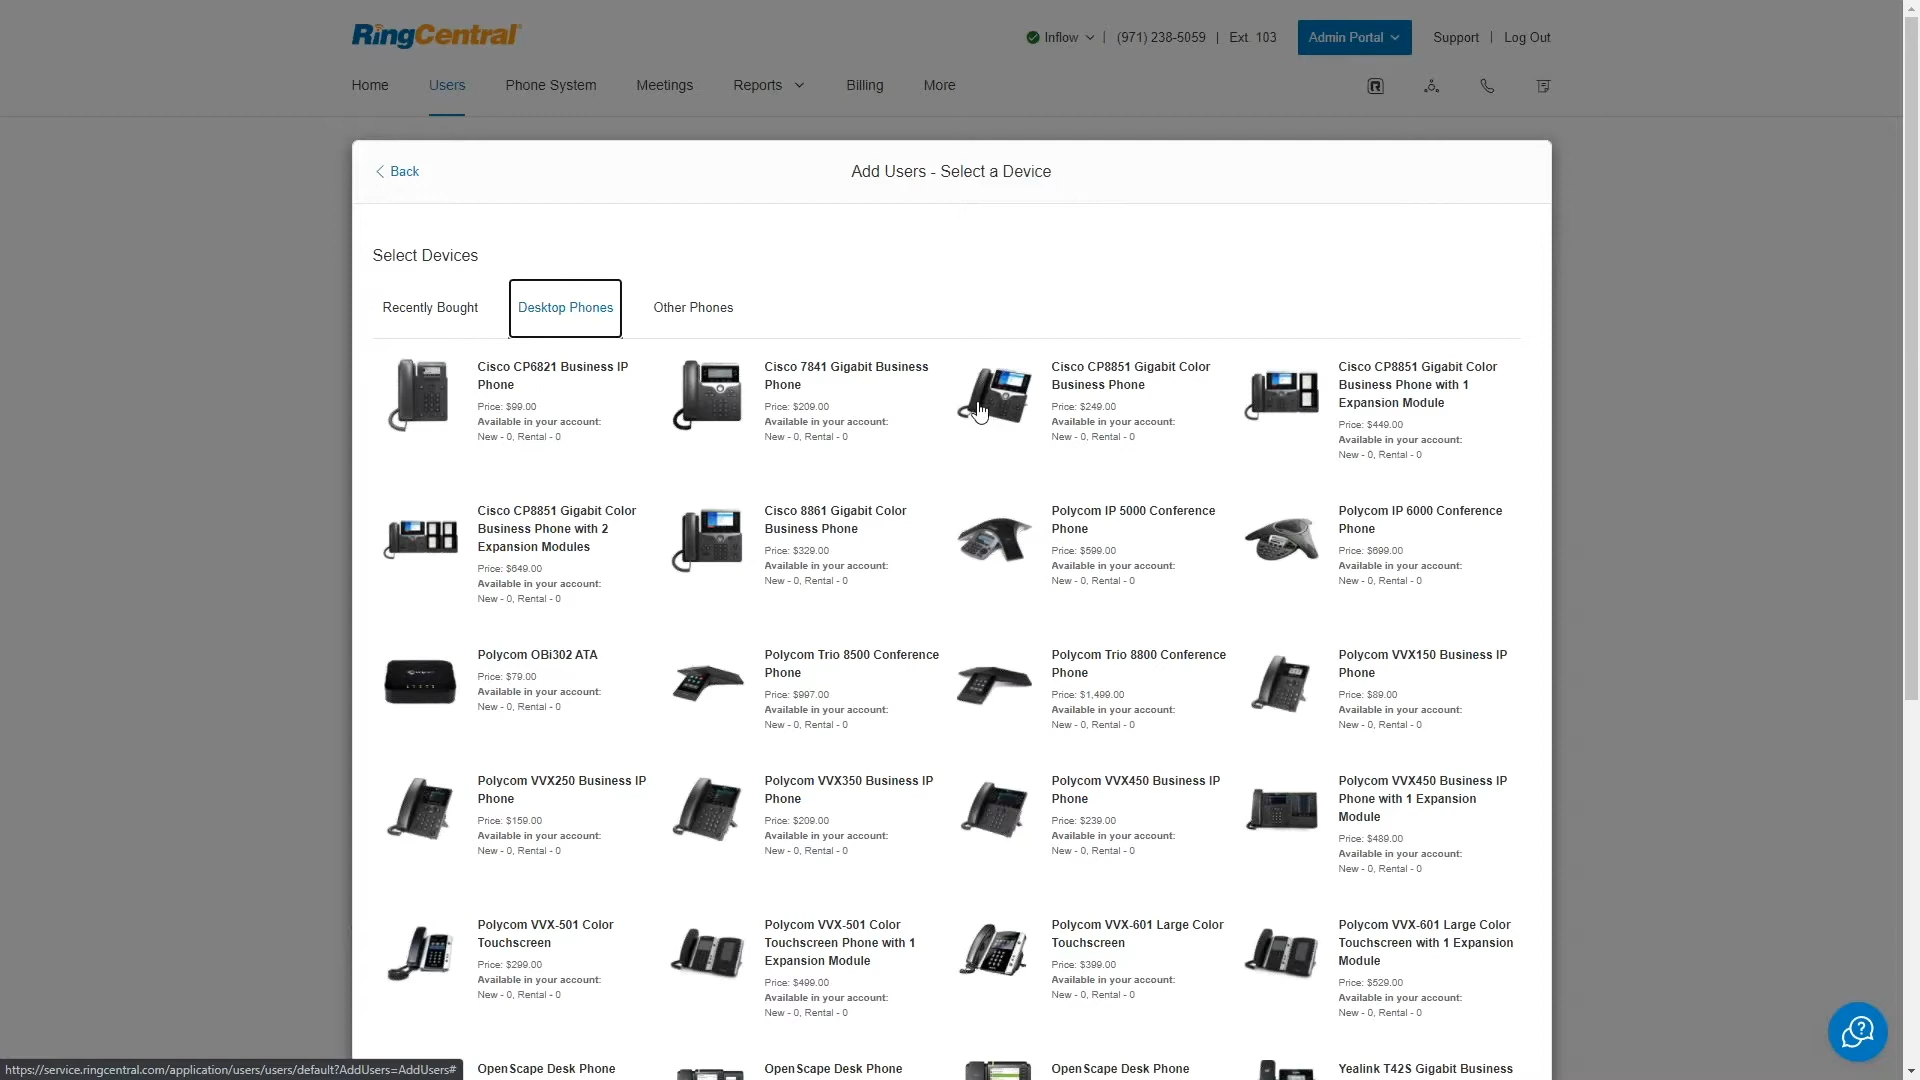 RingCentral
Inflow | (971) 238-5059 | Ext. 103
Admin Portal
Support | Log Out
Home
Users
Phone System
Meetings
Reports
Billing
More
Back
Add Users - Select a Device
Select Devices
Recently Bought
Desktop Phones
Other Phones
Cisco CP6821 Business IP
Phone
Price: $99.00
Available in your account:
New - 0, Rental - 0
Cisco 7841 Gigabit Business
Phone
Price: $209.00
Available in your account:
New - 0, Rental - 0
Cisco CP8851 Gigabit Color
Business Phone
Price: $249.00
Available in your account:
New - 0, Rental - 0
Cisco CP8851 Gigabit Color
Business Phone with 1
Expansion Module
Price: $449.00
Available in your account:
New - 0, Rental - 0
Cisco CP8851 Gigabit Color
Business Phone with 2
Expansion Modules
Price: $649.00
Available in your account:
New - 0, Rental - 0
Cisco 8861 Gigabit Color
Business Phone
Price: $329.00
Available in your account:
New - 0, Rental - 0
Polycom IP 5000 Conference
Phone
Price: $599.00
Available in your account:
New - 0, Rental - 0
Polycom IP 6000 Conference
Phone
Price: $699.00
Available in your account:
New - 0, Rental - 0
Polycom OBi302 ATA
Price: $79.00
Available in your account:
New - 0, Rental - 0
Polycom Trio 8500 Conference
Phone
Price: $997.00
Available in your account:
New - 0, Rental - 0
Polycom Trio 8800 Conference
Phone
Price: $1,499.00
Available in your account:
New - 0, Rental - 0
Polycom VVX150 Business IP
Phone
Price: $89.00
Available in your account:
New - 0, Rental - 0
Polycom VVX250 Business IP
Phone
Price: $159.00
Available in your account:
New - 0, Rental - 0
Polycom VVX350 Business IP
Phone
Price: $209.00
Available in your account:
New - 0, Rental - 0
Polycom VVX450 Business IP
Phone
Price: $239.00
Available in your account:
New - 0, Rental - 0
Polycom VVX450 Business IP
Phone with 1 Expansion
Module
Price: $489.00
Available in your account:
New - 0, Rental - 0
Polycom VVX-501 Color
Touchscreen
Price: $299.00
Available in your account:
New - 0, Rental - 0
Polycom VVX-501 Color
Touchscreen Phone with 1
Expansion Module
Price: $499.00
Available in your account:
New - 0, Rental - 0
Polycom VVX-601 Large Color
Touchscreen
Price: $399.00
Available in your account:
New - 0, Rental - 0
Polycom VVX-601 Large Color
Touchscreen with 1 Expansion
Module
Price: $529.00
Available in your account:
New - 0, Rental - 0
OpenScape Desk Phone
OpenScape Desk Phone
OpenScape Desk Phone
Yealink T42S Gigabit Business
https://service.ringcentral.com/application/users/users/default?AddUsers=AddUsers#